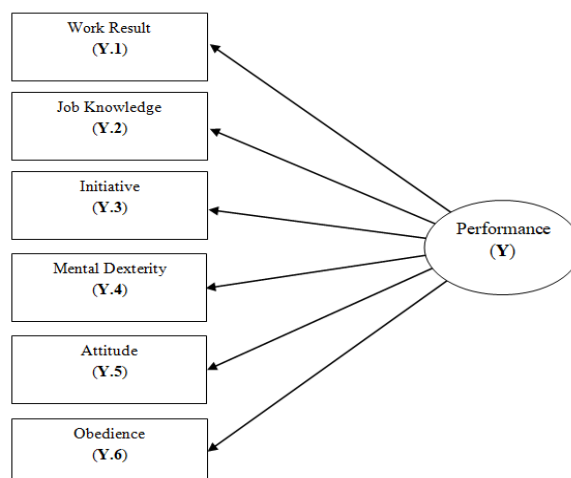 Work Result
(Y.1)
Job Knowledge
(Y.2)
Initiative
(Y.3)
Mental Dexterity
(Y.4)
Attitude
(Y.5)
Obedience
(Y.6)
Performance
(Y)